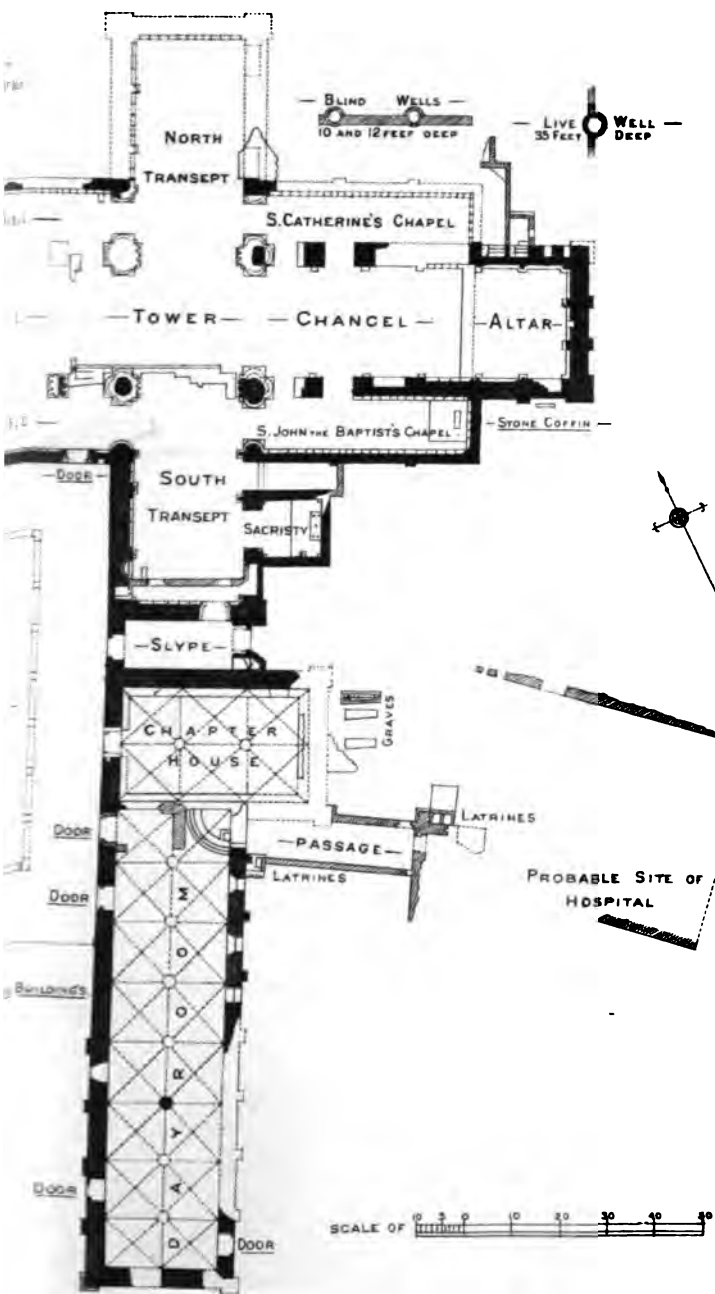 — BLIND WELLS —
10 AND 12 FEET DEEP
— LIVE WELL —
35 FEET DEEP
NORTH
TRANSEPT
S. CATHERINE'S CHAPEL
— TOWER — CHANCEL — ALTAR —
S. JOHN THE BAPTIST'S CHAPEL
— STONE COFFIN —
— DOOR —
SOUTH
TRANSEPT
SACRISTY
— SLYPE —
CHAPTER
HOUSE
GRAVES
LATRINES
— PASSAGE —
LATRINES
DOOR
DOOR
PROBABLE SITE OF
HOSPITAL
BUILDINGS
DAY ROOM
DOOR
DOOR
SCALE OF 10 5 0 10 20 30 40 50